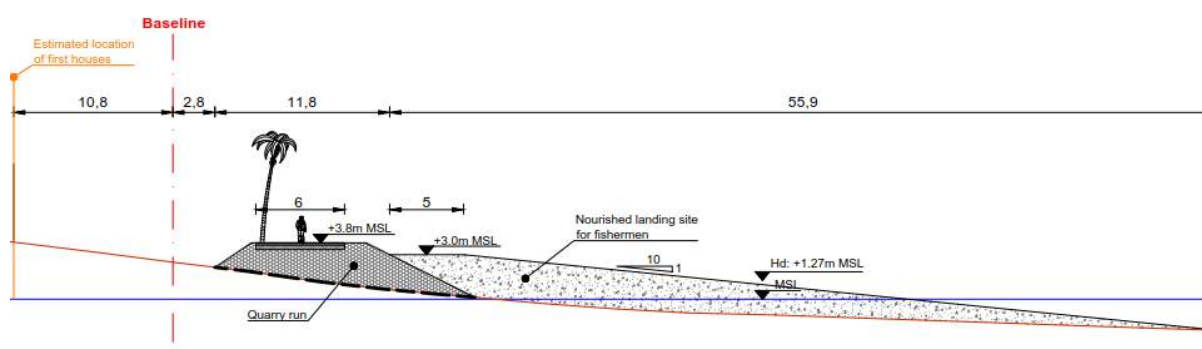 Baseline
Estimated location
of first houses
10,8
2,8
11,8
55,9
6
5
+3.8m MSL
+3.0m MSL
Nourished landing site
for fishermen
10
1
Hd: +1.27m MSL
MSL
Quarry run